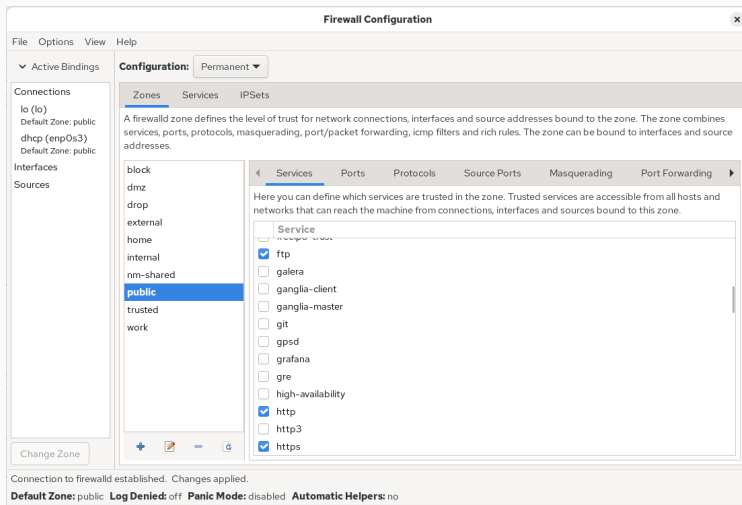 Firewall Configuration
File Options View Help
Active Bindings
Configuration: Permanent
Connections
lo (lo)
Default Zone: public
dhcp (enp0s3)
Default Zone: public
Interfaces
Sources
Change Zone
Zones Services IPSets
A firewalld zone defines the level of trust for network connections, interfaces and source addresses bound to the zone. The zone combines
services, ports, protocols, masquerading, port/packet forwarding, icmp filters and rich rules. The zone can be bound to interfaces and source
addresses.
block
dmz
drop
external
home
internal
nm-shared
public
trusted
work
Services Ports Protocols Source Ports Masquerading Port Forwarding
Here you can define which services are trusted in the zone. Trusted services are accessible from all hosts and
networks that can reach the machine from connections, interfaces and sources bound to this zone.
Service
ftp
galera
ganglia-client
ganglia-master
git
gpsd
grafana
gre
high-availability
http
http3
https
Connection to firewalld established. Changes applied.
Default Zone: public Log Denied: off Panic Mode: disabled Automatic Helpers: no